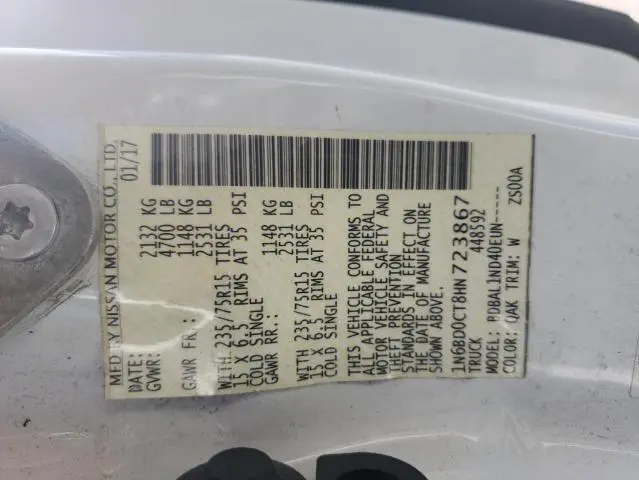 MFD BY NISSAN MOTOR CO., LTD.
DATE: 01/17
GVWR: 2132 KG
4700 LB
GAWR FR.: 1148 KG
2531 LB
WITH 235/75R15 TIRES
15 X 6.5 RIMS AT 35 PSI
COLD SINGLE
GAWR RR.: 1148 KG
2531 LB
WITH 235/75R15 TIRES
15 X 6.5 RIMS AT 35 PSI
COLD SINGLE
THIS VEHICLE CONFORMS TO
ALL APPLICABLE FEDERAL
MOTOR VEHICLE SAFETY AND
THEFT PREVENTION
STANDARDS IN EFFECT ON
THE DATE OF MANUFACTURE
SHOWN ABOVE.
1N6BD0CT8HN723867
TRUCK 448592
MODEL: PDBAL1ND4DEUN-----
COLOR: QAK TRIM: W ZS00A